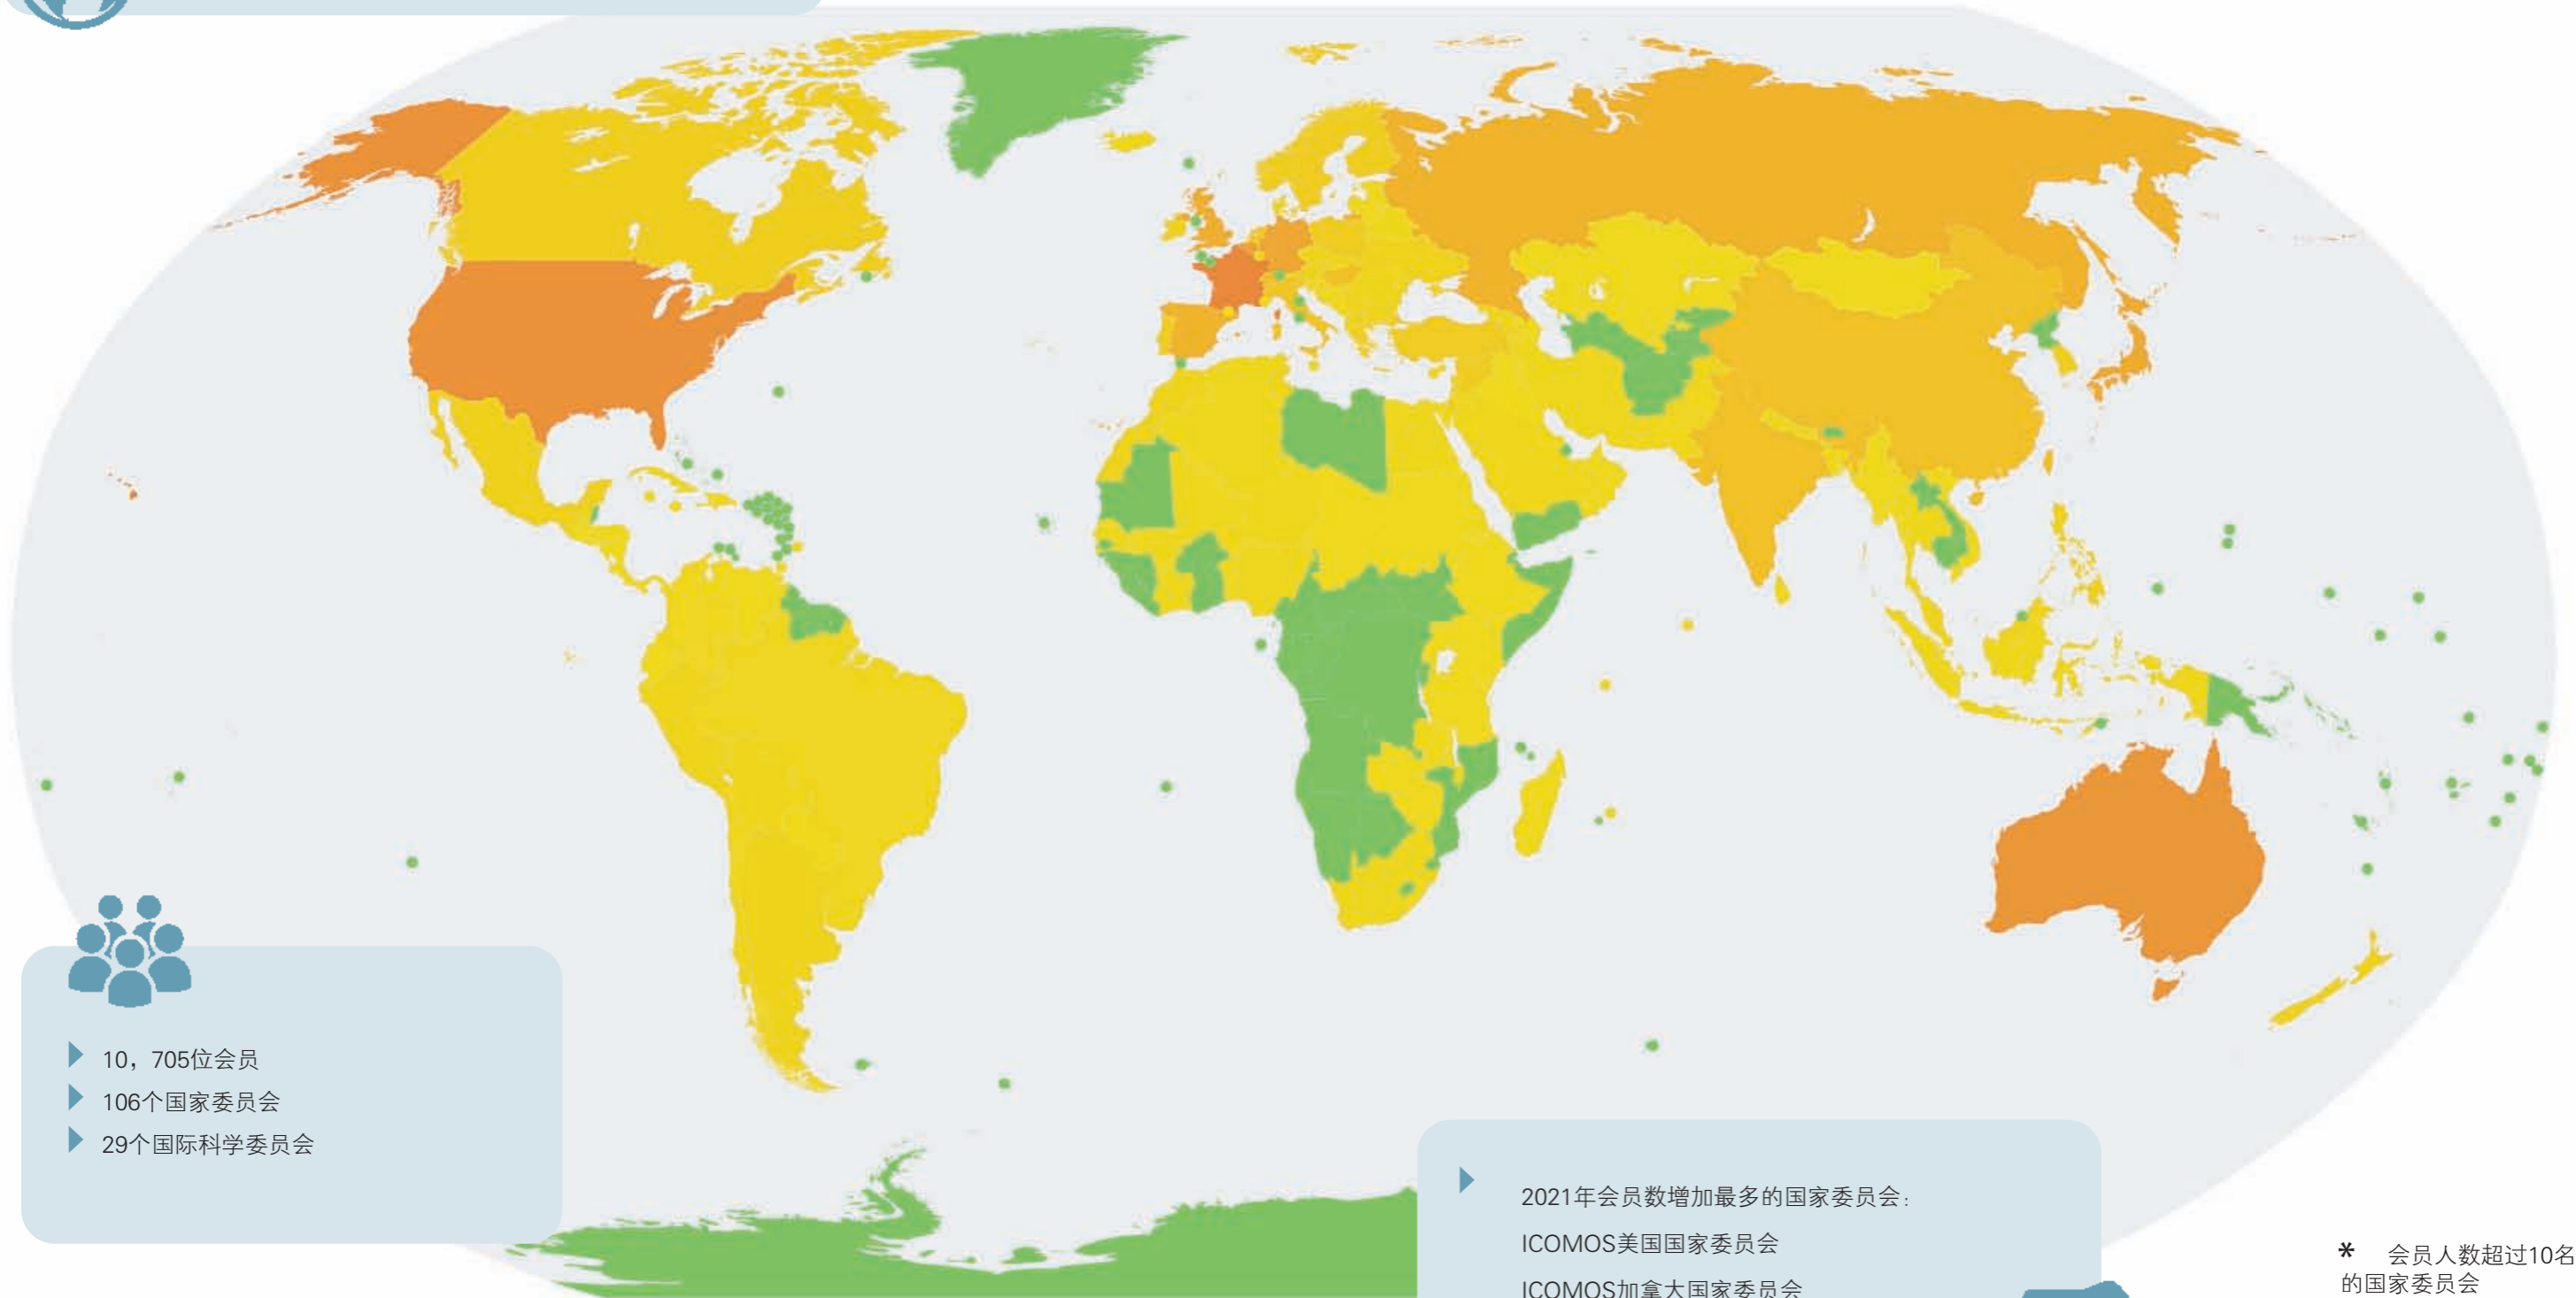 10，705位会员
106个国家委员会
29个国际科学委员会
2021年会员数增加最多的国家委员会：
ICOMOS美国国家委员会
ICOMOS加拿大国家委员会
* 会员人数超过10名
的国家委员会